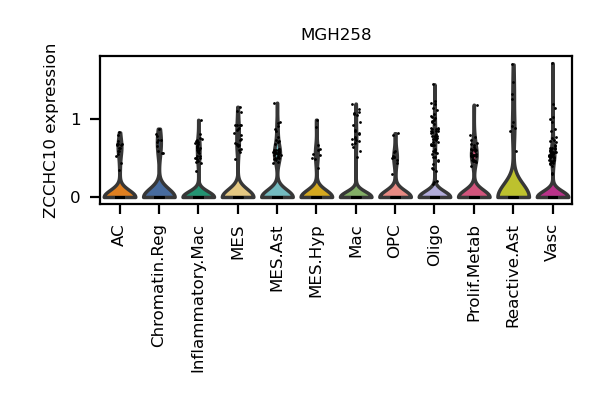 MGH258
ZCCHC10 expression
1
0
AC
Chromatin.Reg
Inflammatory.Mac
MES
MES.Ast
MES.Hyp
Mac
OPC
Oligo
Prolif.Metab
Reactive.Ast
Vasc